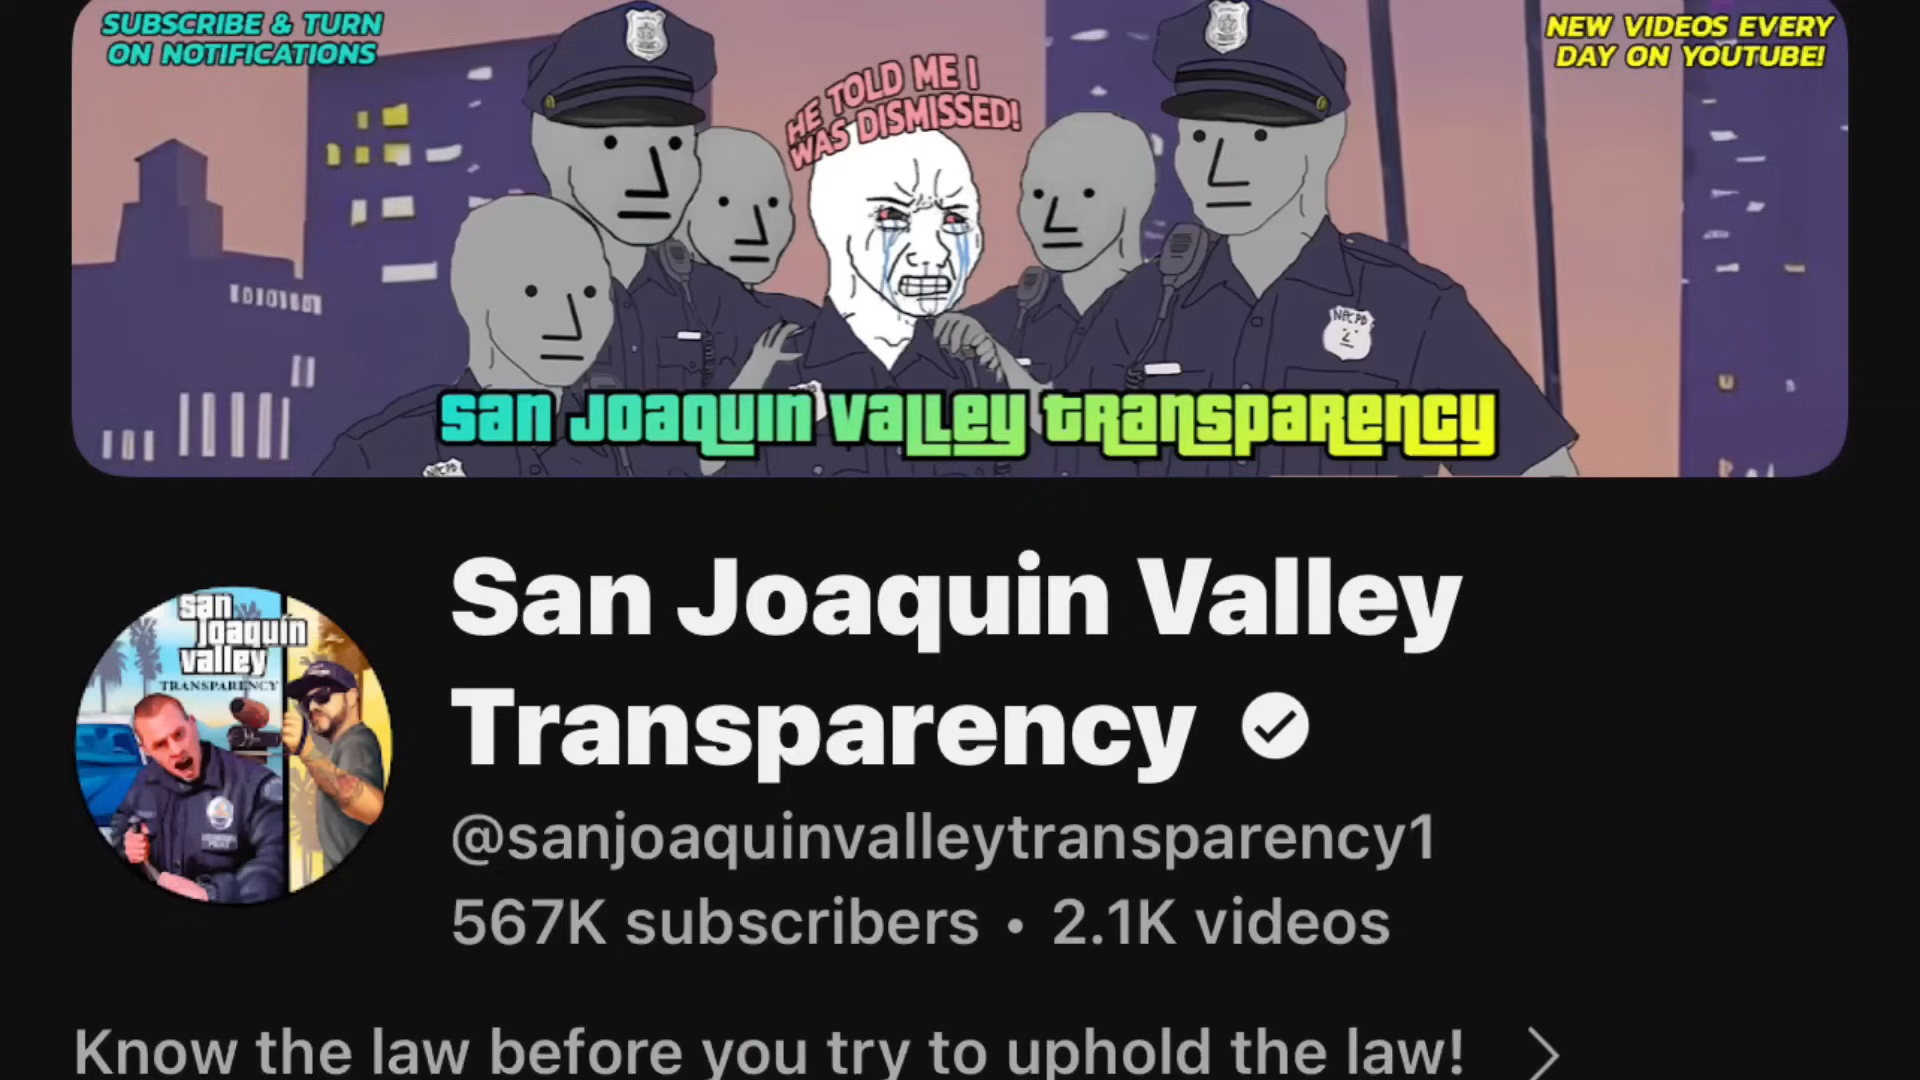 SUBSCRIBE & TURN
ON NOTIFICATIONS
NEW VIDEOS EVERY
DAY ON YOUTUBE!
HE TOLD ME I
WAS DISMISSED!
NPCPD
NPCPD
san Joaquin valley transparency
San Joaquin Valley
Transparency
san
joaquin
valley
TRANSPARENCY
@sanjoaquinvalleytransparency1
567K subscribers • 2.1K videos
Know the law before you try to uphold the law!